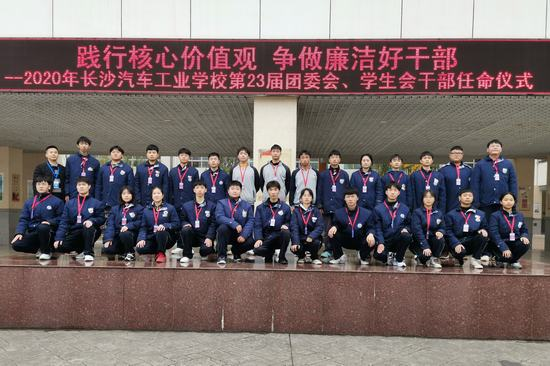 践行核心价值观 争做廉洁好干部
--2020年长沙汽车工业学校第23届团委会、学生会干部任命仪式